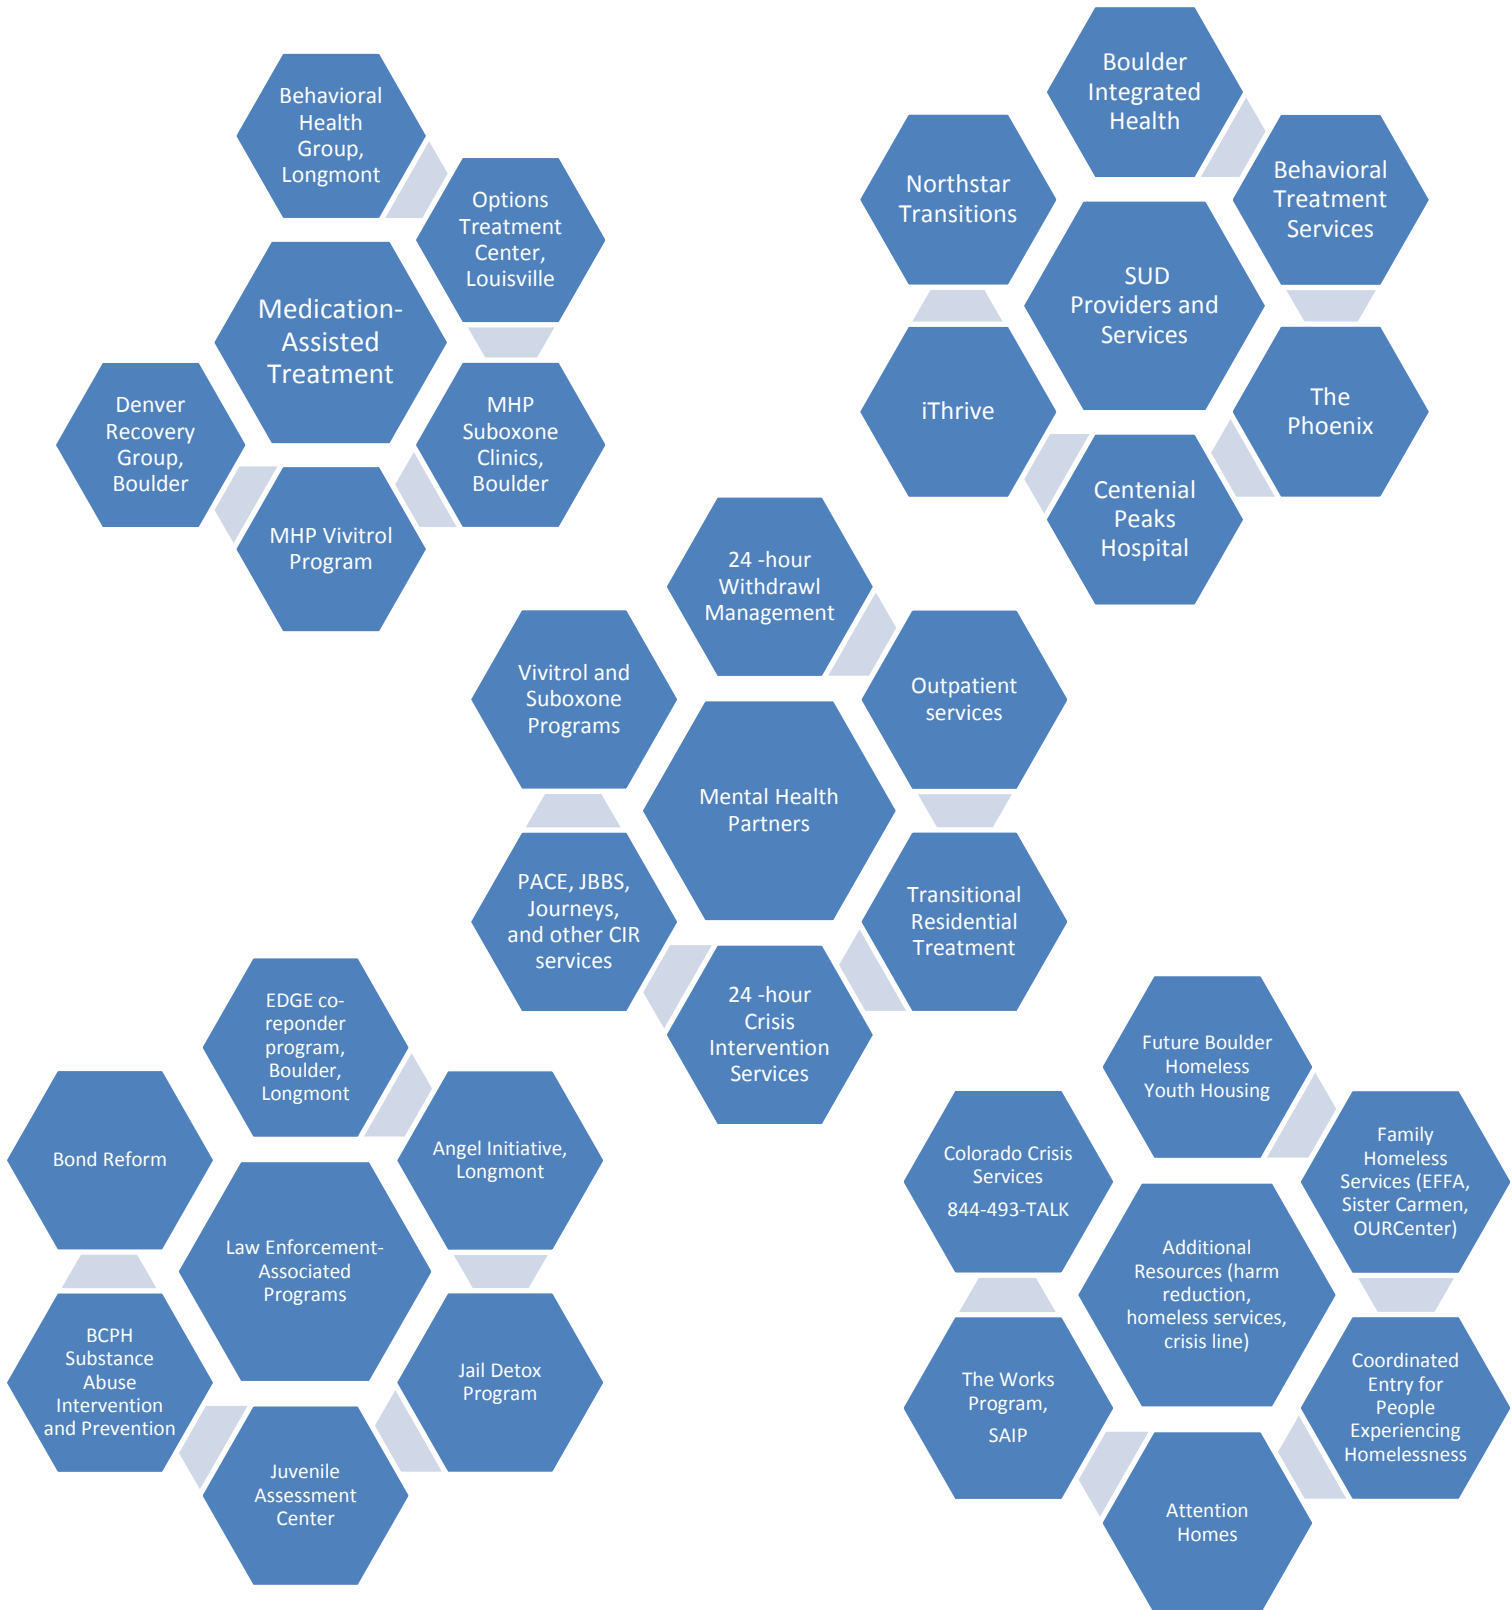 Behavioral
Health
Group,
Longmont
Options
Treatment
Center,
Louisville
Medication-
Assisted
Treatment
Denver
Recovery
Group,
Boulder
MHP
Suboxone
Clinics,
Boulder
MHP Vivitrol
Program
Boulder
Integrated
Health
Northstar
Transitions
Behavioral
Treatment
Services
SUD
Providers and
Services
iThrive
The
Phoenix
Centenial
Peaks
Hospital
24 -hour
Withdrawl
Management
Vivitrol and
Suboxone
Programs
Outpatient
services
Mental Health
Partners
PACE, JBBS,
Journeys,
and other CIR
services
Transitional
Residential
Treatment
24 -hour
Crisis
Intervention
Services
EDGE co-
reponder
program,
Boulder,
Longmont
Bond Reform
Angel Initiative,
Longmont
Law Enforcement-
Associated
Programs
BCPH
Substance
Abuse
Intervention
and Prevention
Jail Detox
Program
Juvenile
Assessment
Center
Future Boulder
Homeless
Youth Housing
Colorado Crisis
Services
844-493-TALK
Family
Homeless
Services (EFFA,
Sister Carmen,
OURCenter)
Additional
Resources (harm
reduction,
homeless services,
crisis line)
The Works
Program,
SAIP
Coordinated
Entry for
People
Experiencing
Homelessness
Attention
Homes